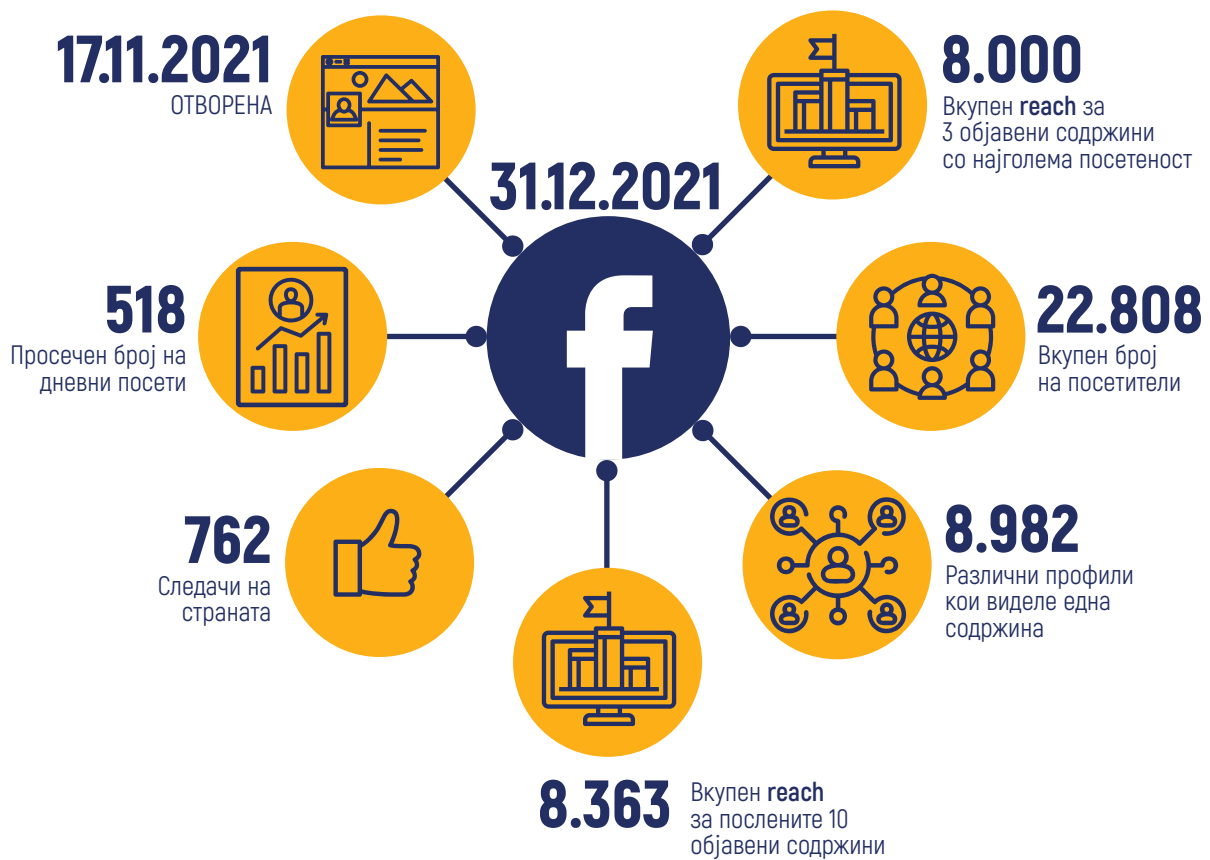 17.11.2021
ОТВОРЕНА
8.000
Вкупен reach за
3 објавени содржини
со најголема посетеност
31.12.2021
f
518
Просечен број на
дневни посети
22.808
Вкупен број
на посетители
762
Следачи на
страната
8.982
Различни профили
кои виделе една
содржина
8.363
Вкупен reach
за послените 10
објавени содржини